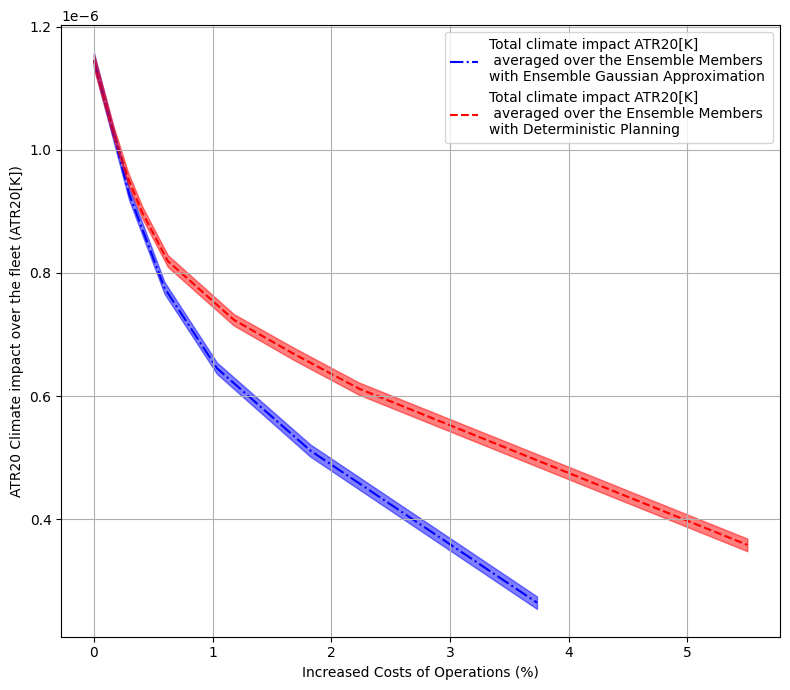 1e−6
1.2
1.0
0.8
0.6
0.4
ATR20 Climate impact over the fleet (ATR20[K])
Total climate impact ATR20[K]
averaged over the Ensemble Members
with Ensemble Gaussian Approximation
Total climate impact ATR20[K]
averaged over the Ensemble Members
with Deterministic Planning
0 1 2 3 4 5
Increased Costs of Operations (%)